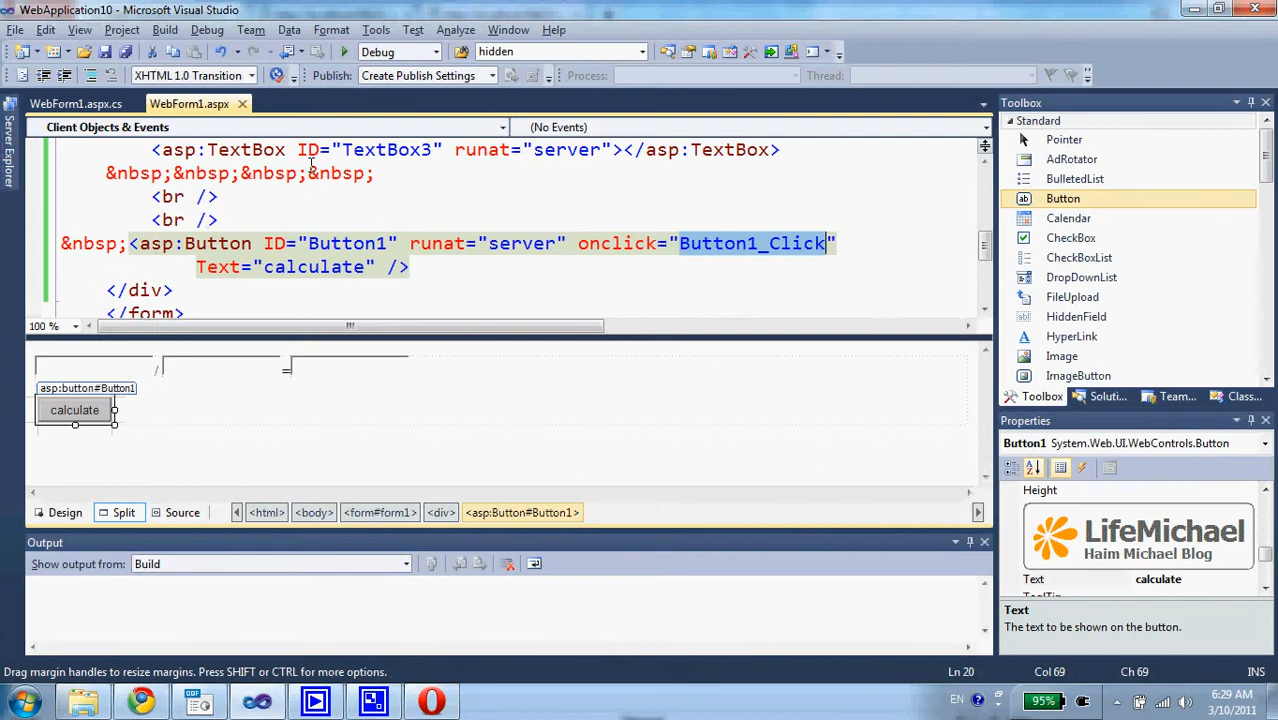 WebApplication10 - Microsoft Visual Studio
File Edit View Project Build Debug Team Data Format Tools Test Analyze Window Help
Debug hidden
XHTML 1.0 Transition Publish: Create Publish Settings Process: Thread:
Server Explorer
WebForm1.aspx.cs WebForm1.aspx
Client Objects & Events (No Events)
<asp:TextBox ID="TextBox3" runat="server"></asp:TextBox>
&nbsp;&nbsp;&nbsp;&nbsp;
<br />
<br />
&nbsp;<asp:Button ID="Button1" runat="server" onclick="Button1_Click"
Text="calculate" />
</div>
</form>
100 %
/ =
asp:button#Button1
calculate
Design Split Source <html> <body> <form#form1> <div> <asp:Button#Button1>
Output
Show output from: Build
Toolbox
Standard
Pointer
AdRotator
BulletedList
Button
Calendar
CheckBox
CheckBoxList
DropDownList
FileUpload
HiddenField
HyperLink
Image
ImageButton
Toolbox Soluti... Team... Class...
Properties
Button1 System.Web.UI.WebControls.Button
Height
LifeMichael
Haim Michael Blog
Text calculate
Text
The text to be shown on the button.
Drag margin handles to resize margins. Press SHIFT or CTRL for more options. Ln 20 Col 69 Ch 69 INS
EN 95% 6:29 AM
3/10/2011